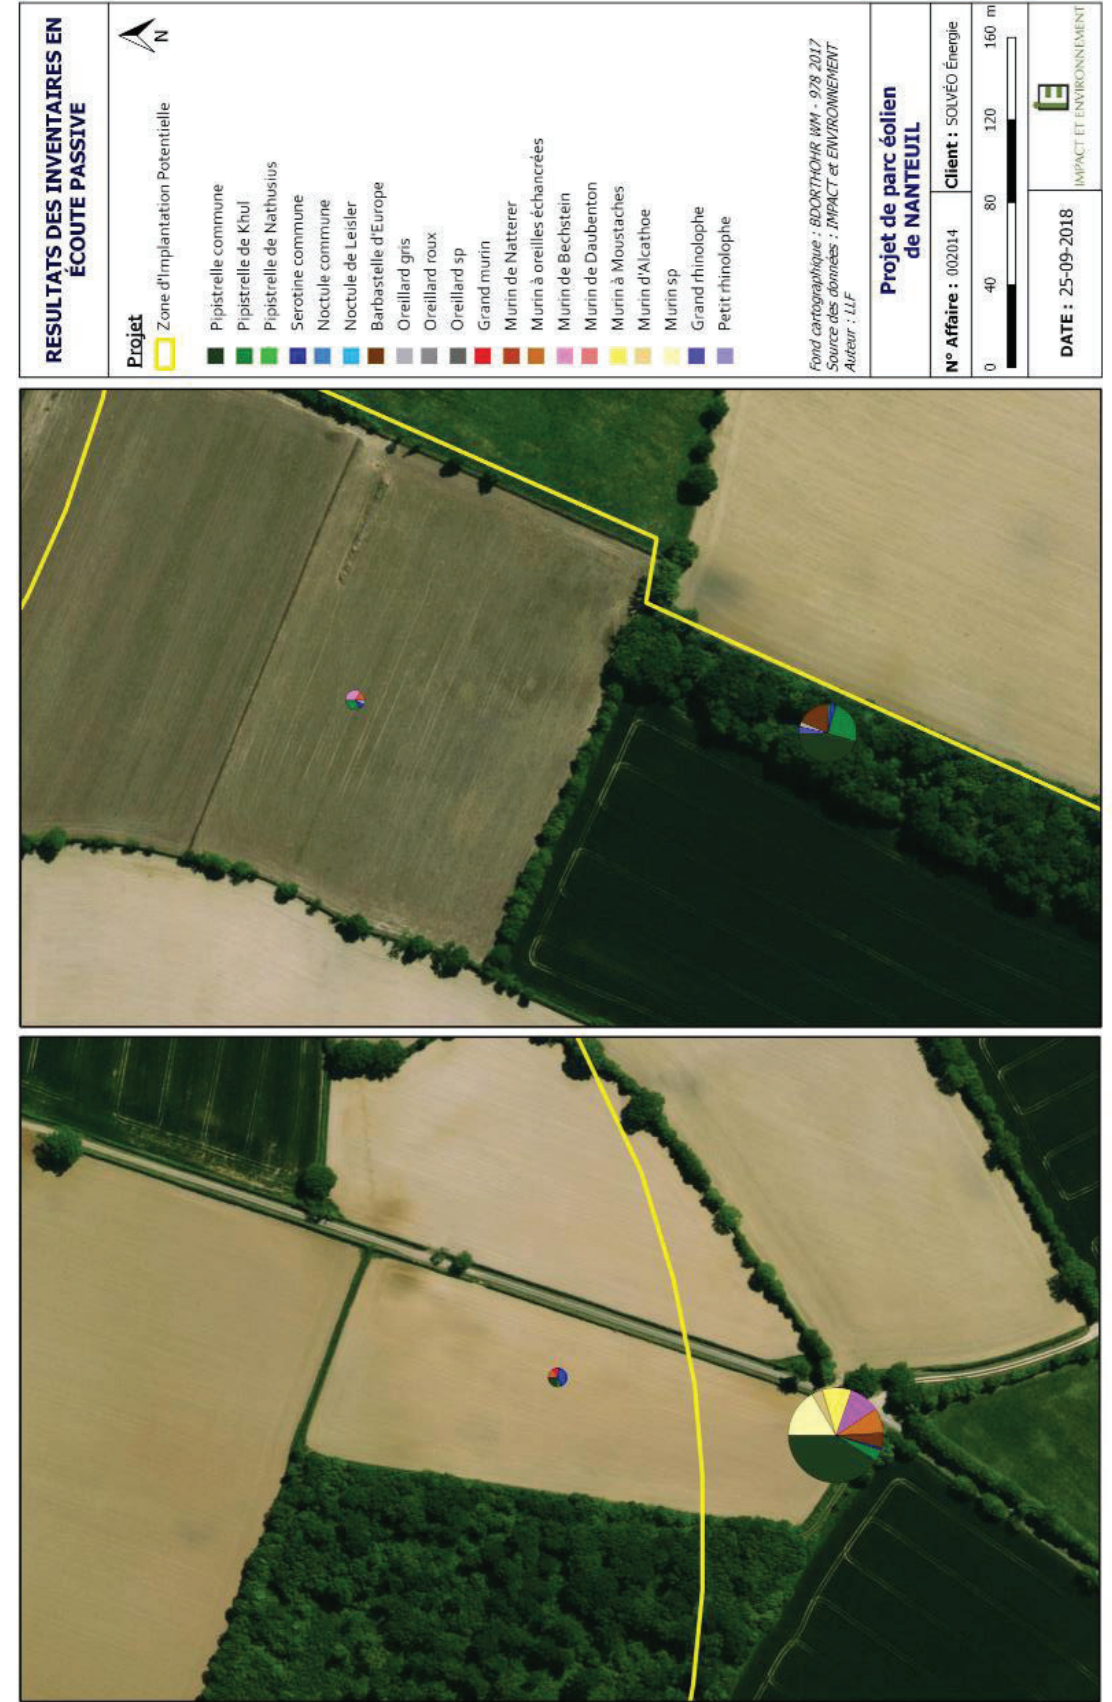 RESULTATS DES INVENTAIRES EN
ÉCOUTE PASSIVE
N
Projet
Zone d'Implantation Potentielle
Pipistrelle commune
Pipistrelle de Khul
Pipistrelle de Nathusius
Serotine commune
Noctule commune
Noctule de Leisler
Barbastelle d'Europe
Oreillard gris
Oreillard roux
Oreillard sp
Grand murin
Murin de Natterer
Murin à oreilles échancrées
Murin de Bechstein
Murin de Daubenton
Murin à Moustaches
Murin d'Alcathoe
Murin sp
Grand rhinolophe
Petit rhinolophe
Fond cartographique : BDORTHOHR WM - 978 2017
Source des données : IMPACT et ENVIRONNEMENT
Auteur : LLF
Projet de parc éolien
de NANTEUIL
N° Affaire : 002014
Client : SOLVÉO Énergie
0 40 80 120 160 m
DATE : 25-09-2018
IE
IMPACT ET ENVIRONNEMENT